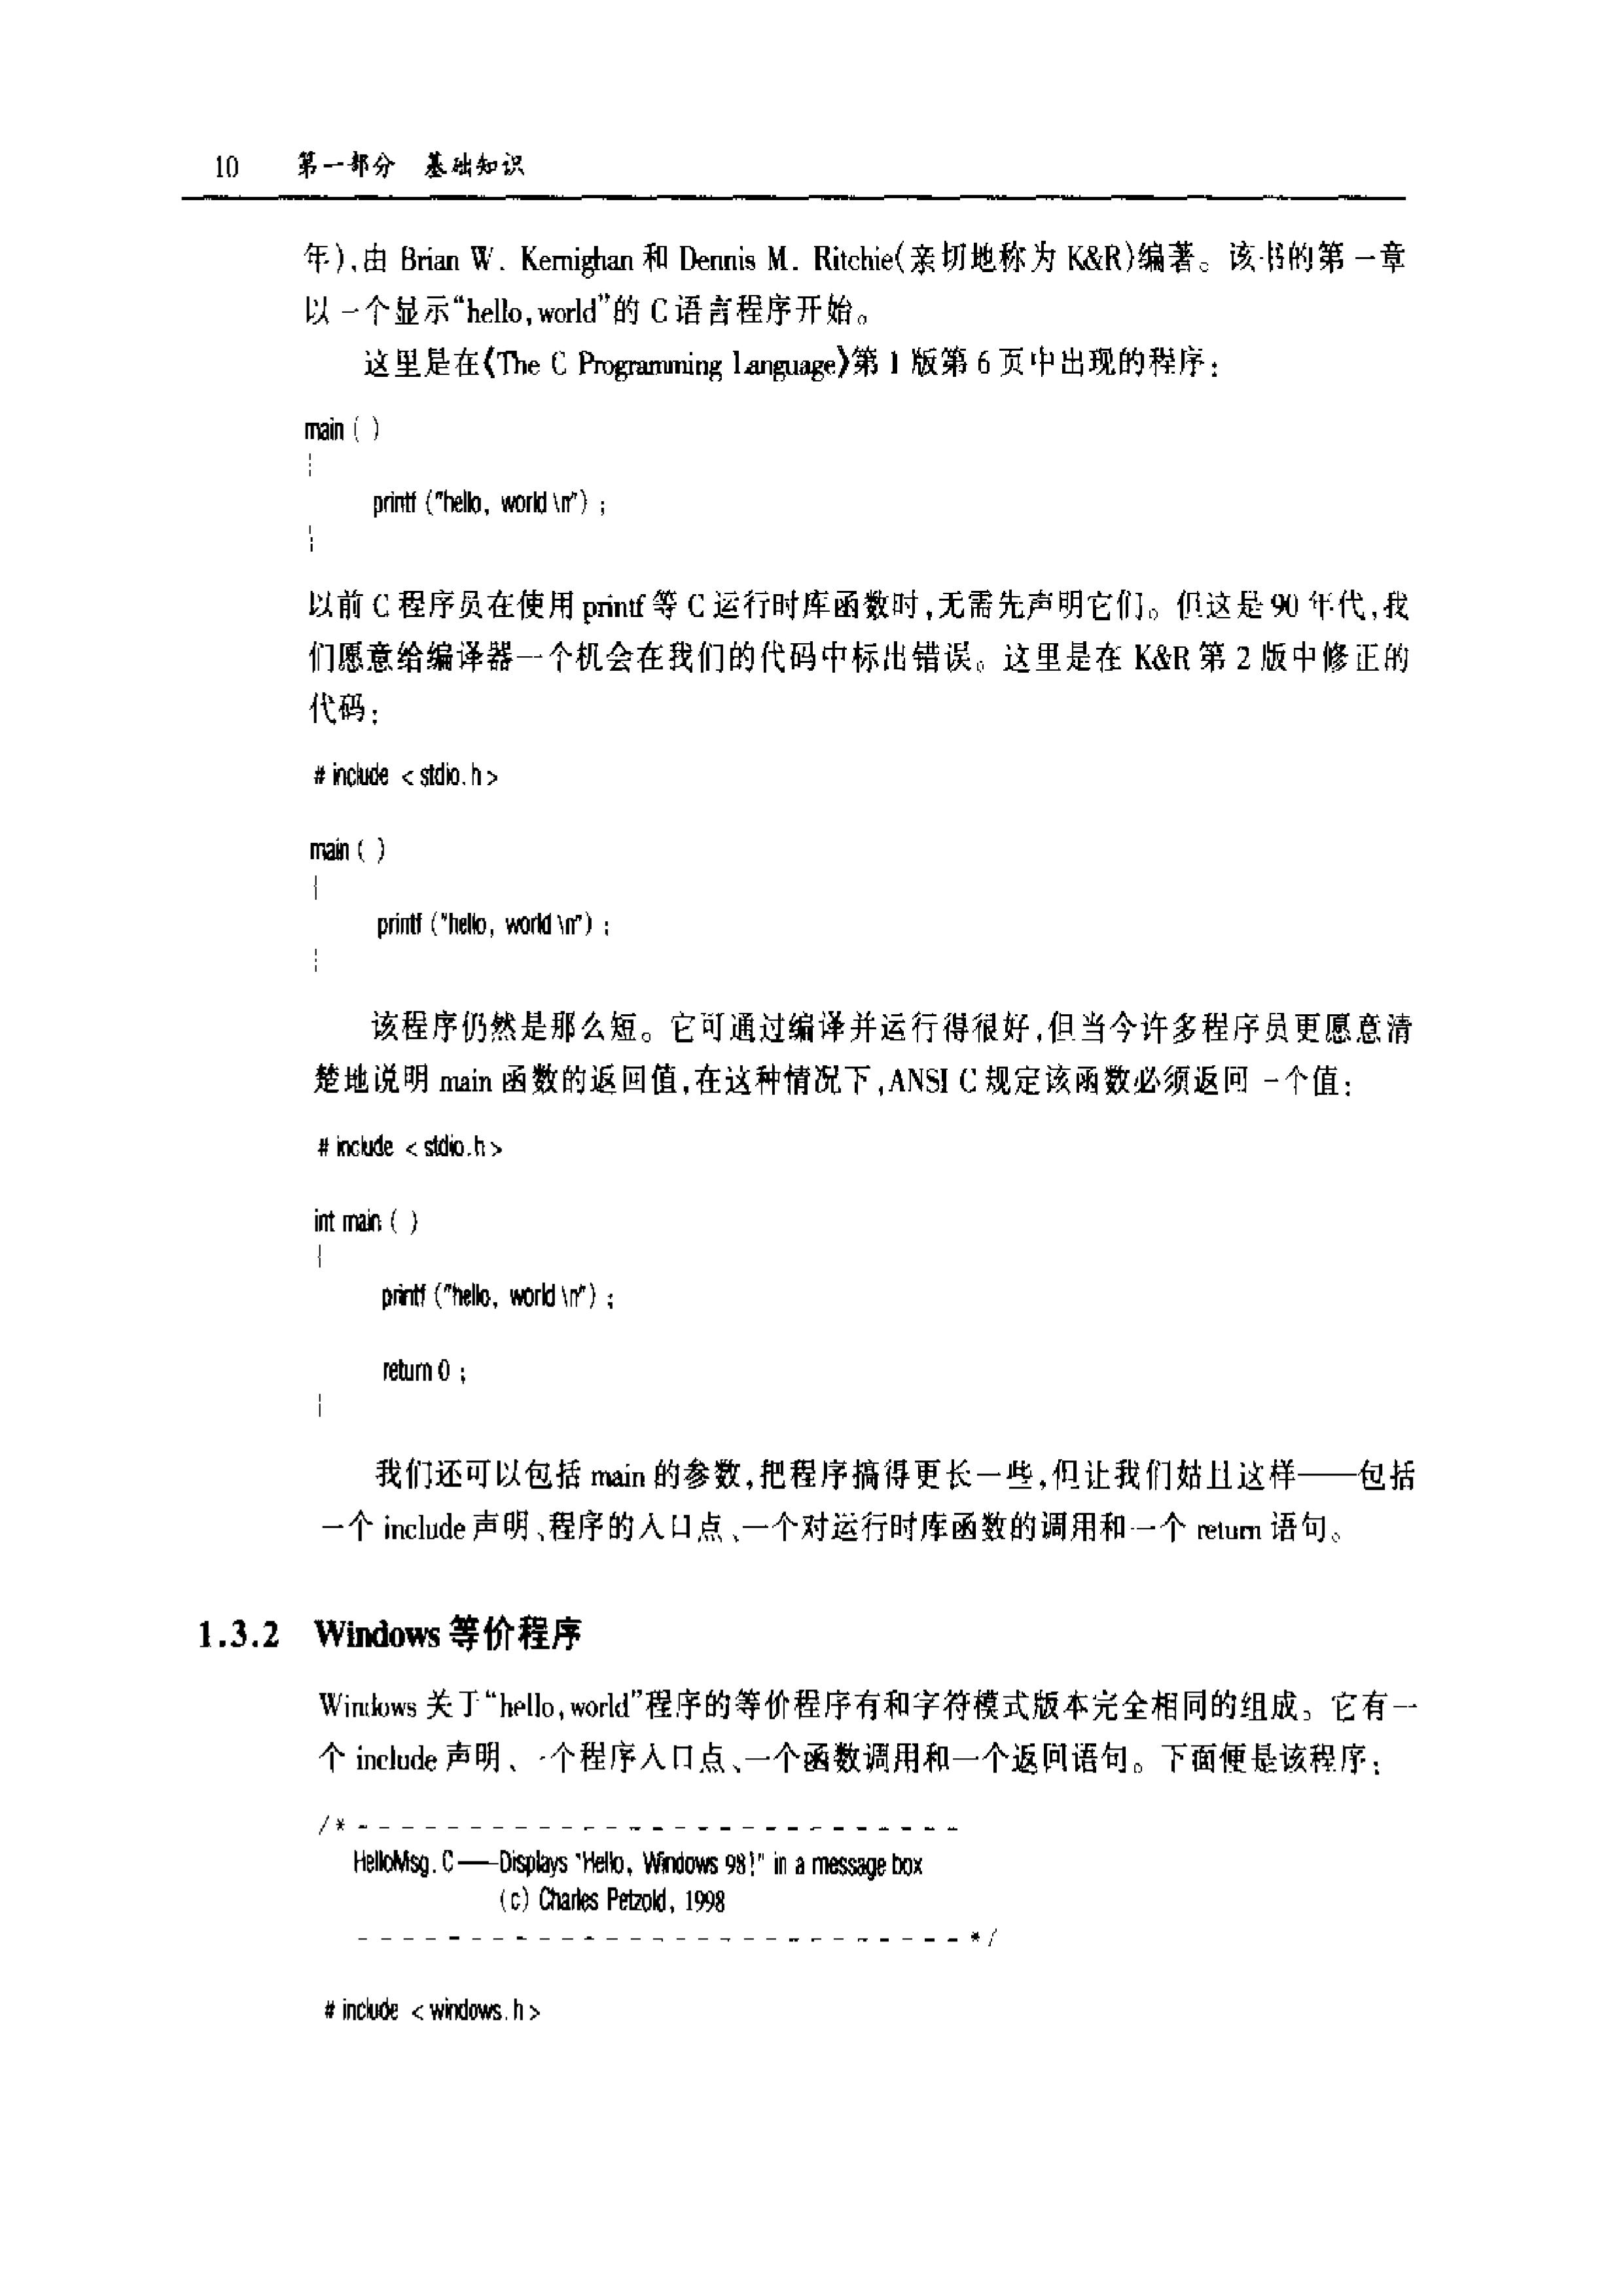 10 第一部分 基础知识
年),由 Brian W. Kernighan 和 Dennis M. Ritchie(亲切地称为 K&R)编著。该书的第一章
以一个显示“hello,world”的 C 语言程序开始。
这里是在《The C Programming Language》第 1 版第 6 页中出现的程序:
main ( )
{
printf ("hello, world\n") ;
}
以前 C 程序员在使用 printf 等 C 运行时库函数时,无需先声明它们。但这是 90 年代,我
们愿意给编译器一个机会在我们的代码中标出错误。这里是在 K&R 第 2 版中修正的
代码:
# include < stdio.h >
main ( )
{
printf ("hello, world\n") ;
}
该程序仍然是那么短。它可通过编译并运行得很好,但当今许多程序员更愿意清
楚地说明 main 函数的返回值,在这种情况下,ANSI C 规定该函数必须返回一个值:
# include < stdio.h >
int main ( )
{
printf ("hello, world\n") ;
return 0 ;
}
我们还可以包括 main 的参数,把程序搞得更长一些,但让我们姑且这样——包括
一个 include 声明、程序的入口点、一个对运行时库函数的调用和一个 return 语句。
1.3.2 Windows 等价程序
Windows 关于“hello,world”程序的等价程序有和字符模式版本完全相同的组成。它有一
个 include 声明、一个程序入口点、一个函数调用和一个返回语句。下面便是该程序:
/* - - - - - - - - - - - - - - - - - - - - - - - - - - -
HelloMsg.C——Displays "Hello, Windows 98!" in a message box
(c) Charles Petzold, 1998
- - - - - - - - - - - - - - - - - - - - - - - - - - - */
# include < windows.h >